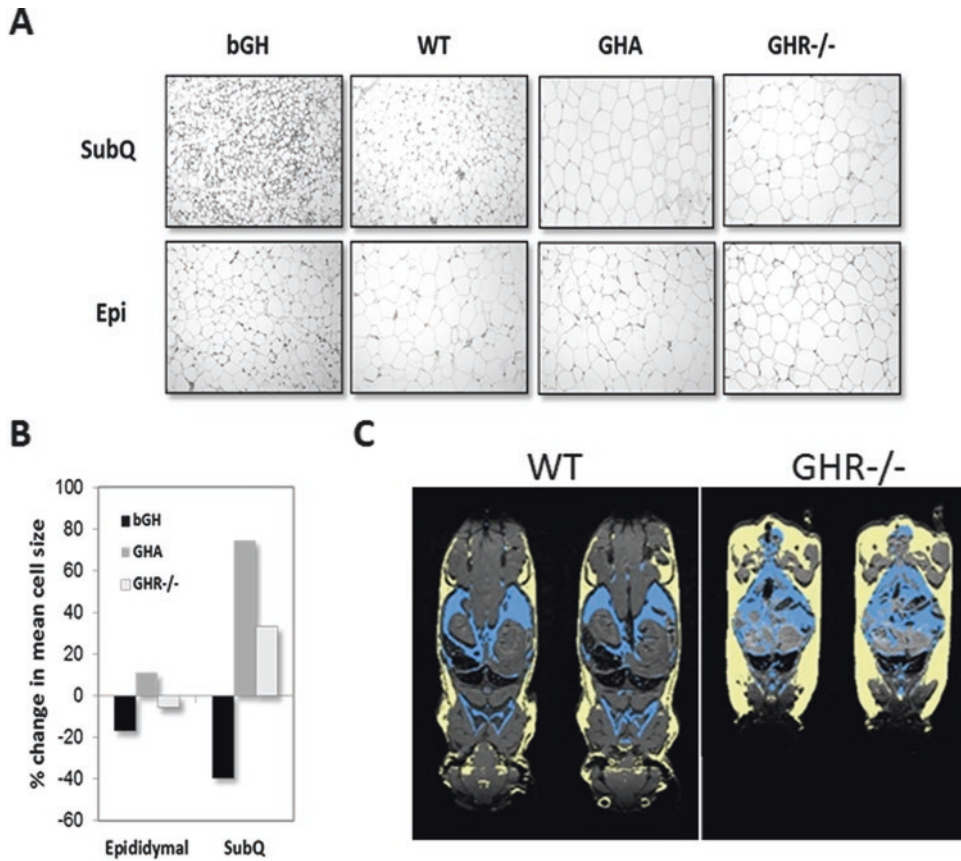 A
bGH WT GHA GHR-/-
SubQ
Epi
B
% change in mean cell size
100
80
60
40
20
0
-20
-40
-60
bGH
GHA
GHR-/-
Epididymal SubQ
C
WT GHR-/-